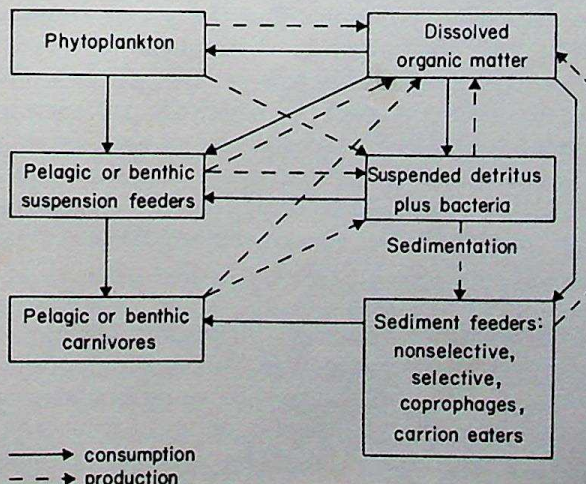 Phytoplankton
Dissolved
organic matter
Pelagic or benthic
suspension feeders
Suspended detritus
plus bacteria
Sedimentation
Pelagic or benthic
carnivores
Sediment feeders:
nonselective,
selective,
coprophages,
carrion eaters
consumption
production